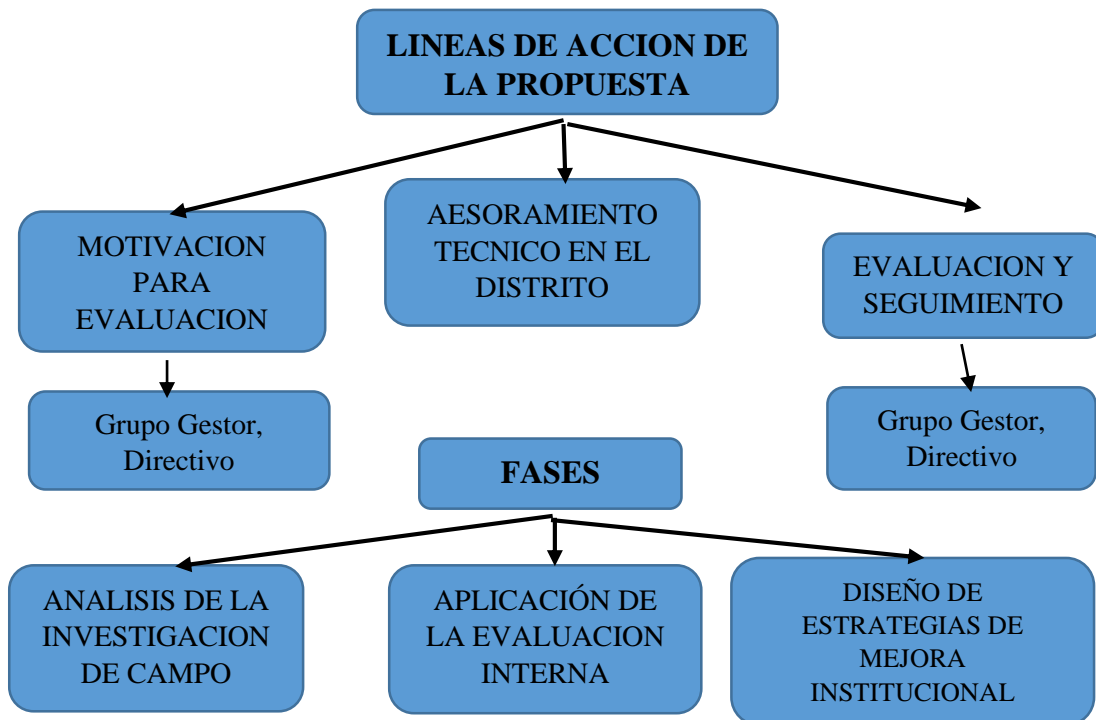 LINEAS DE ACCION DE
LA PROPUESTA
MOTIVACION
PARA
EVALUACION
AESORAMIENTO
TECNICO EN EL
DISTRITO
EVALUACION Y
SEGUIMIENTO
Grupo Gestor,
Directivo
Grupo Gestor,
Directivo
FASES
ANALISIS DE LA
INVESTIGACION
DE CAMPO
APLICACIÓN DE
LA EVALUACION
INTERNA
DISEÑO DE
ESTRATEGIAS DE
MEJORA
INSTITUCIONAL